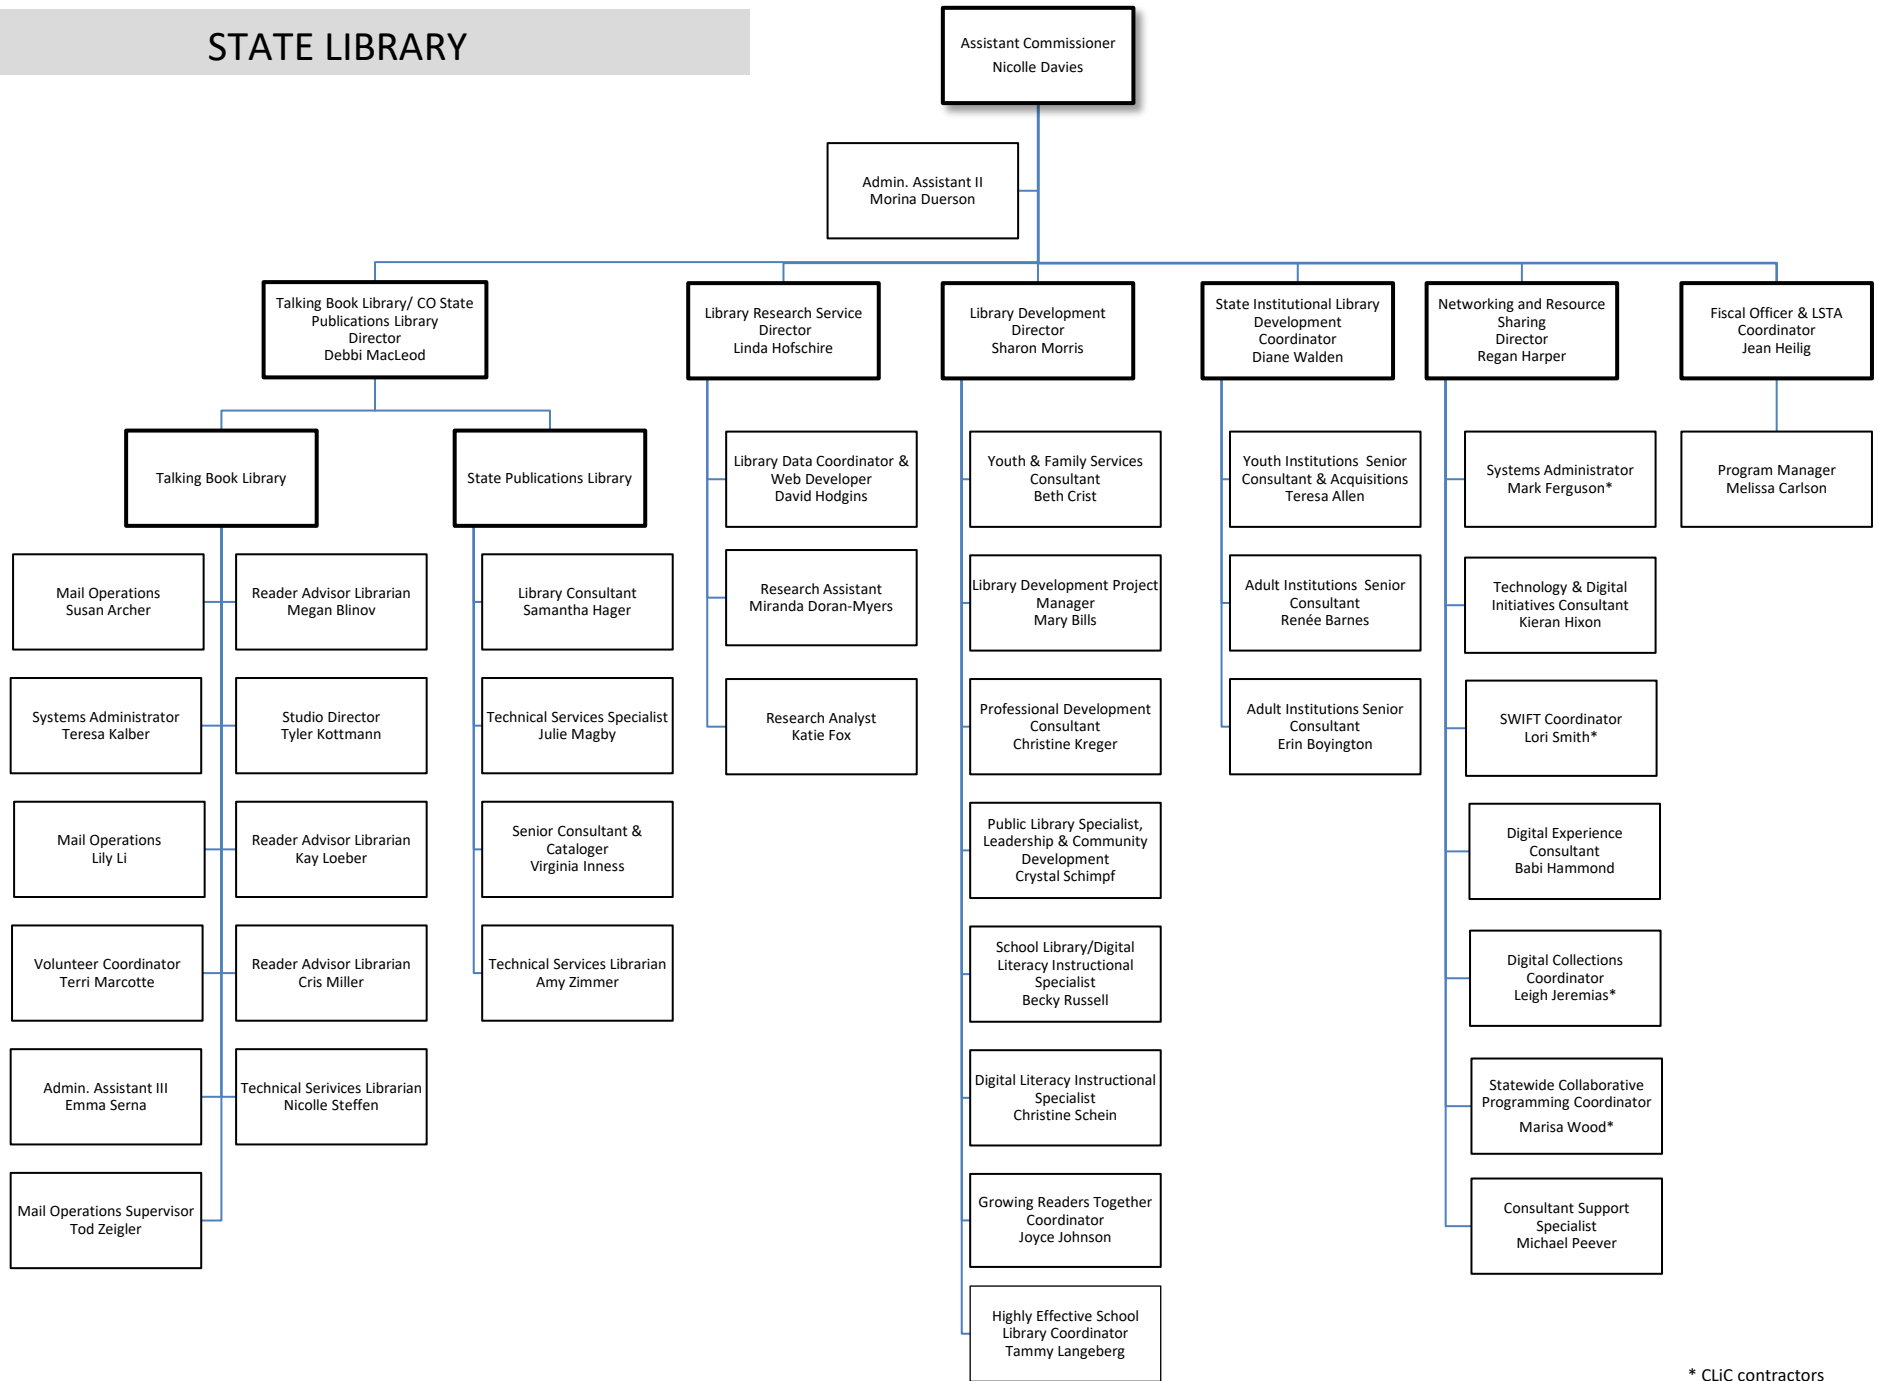 STATE LIBRARY
Assistant Commissioner
Nicolle Davies
Admin. Assistant II
Morina Duerson
Talking Book Library/ CO State
Publications Library
Director
Debbi MacLeod
Library Research Service
Director
Linda Hofschire
Library Development
Director
Sharon Morris
State Institutional Library
Development
Coordinator
Diane Walden
Networking and Resource
Sharing
Director
Regan Harper
Fiscal Officer & LSTA
Coordinator
Jean Heilig
Talking Book Library
State Publications Library
Mail Operations
Susan Archer
Reader Advisor Librarian
Megan Blinov
Systems Administrator
Teresa Kalber
Studio Director
Tyler Kottmann
Mail Operations
Lily Li
Reader Advisor Librarian
Kay Loeber
Volunteer Coordinator
Terri Marcotte
Reader Advisor Librarian
Cris Miller
Admin. Assistant III
Emma Serna
Technical Serivices Librarian
Nicolle Steffen
Mail Operations Supervisor
Tod Zeigler
Library Consultant
Samantha Hager
Technical Services Specialist
Julie Magby
Senior Consultant &
Cataloger
Virginia Inness
Technical Services Librarian
Amy Zimmer
Library Data Coordinator &
Web Developer
David Hodgins
Research Assistant
Miranda Doran-Myers
Research Analyst
Katie Fox
Youth & Family Services
Consultant
Beth Crist
Library Development Project
Manager
Mary Bills
Professional Development
Consultant
Christine Kreger
Public Library Specialist,
Leadership & Community
Development
Crystal Schimpf
School Library/Digital
Literacy Instructional
Specialist
Becky Russell
Digital Literacy Instructional
Specialist
Christine Schein
Growing Readers Together
Coordinator
Joyce Johnson
Highly Effective School
Library Coordinator
Tammy Langeberg
Youth Institutions Senior
Consultant & Acquisitions
Teresa Allen
Adult Institutions Senior
Consultant
Renée Barnes
Adult Institutions Senior
Consultant
Erin Boyington
Systems Administrator
Mark Ferguson*
Technology & Digital
Initiatives Consultant
Kieran Hixon
SWIFT Coordinator
Lori Smith*
Digital Experience
Consultant
Babi Hammond
Digital Collections
Coordinator
Leigh Jeremias*
Statewide Collaborative
Programming Coordinator
Marisa Wood*
Consultant Support
Specialist
Michael Peever
Program Manager
Melissa Carlson
* CLiC contractors